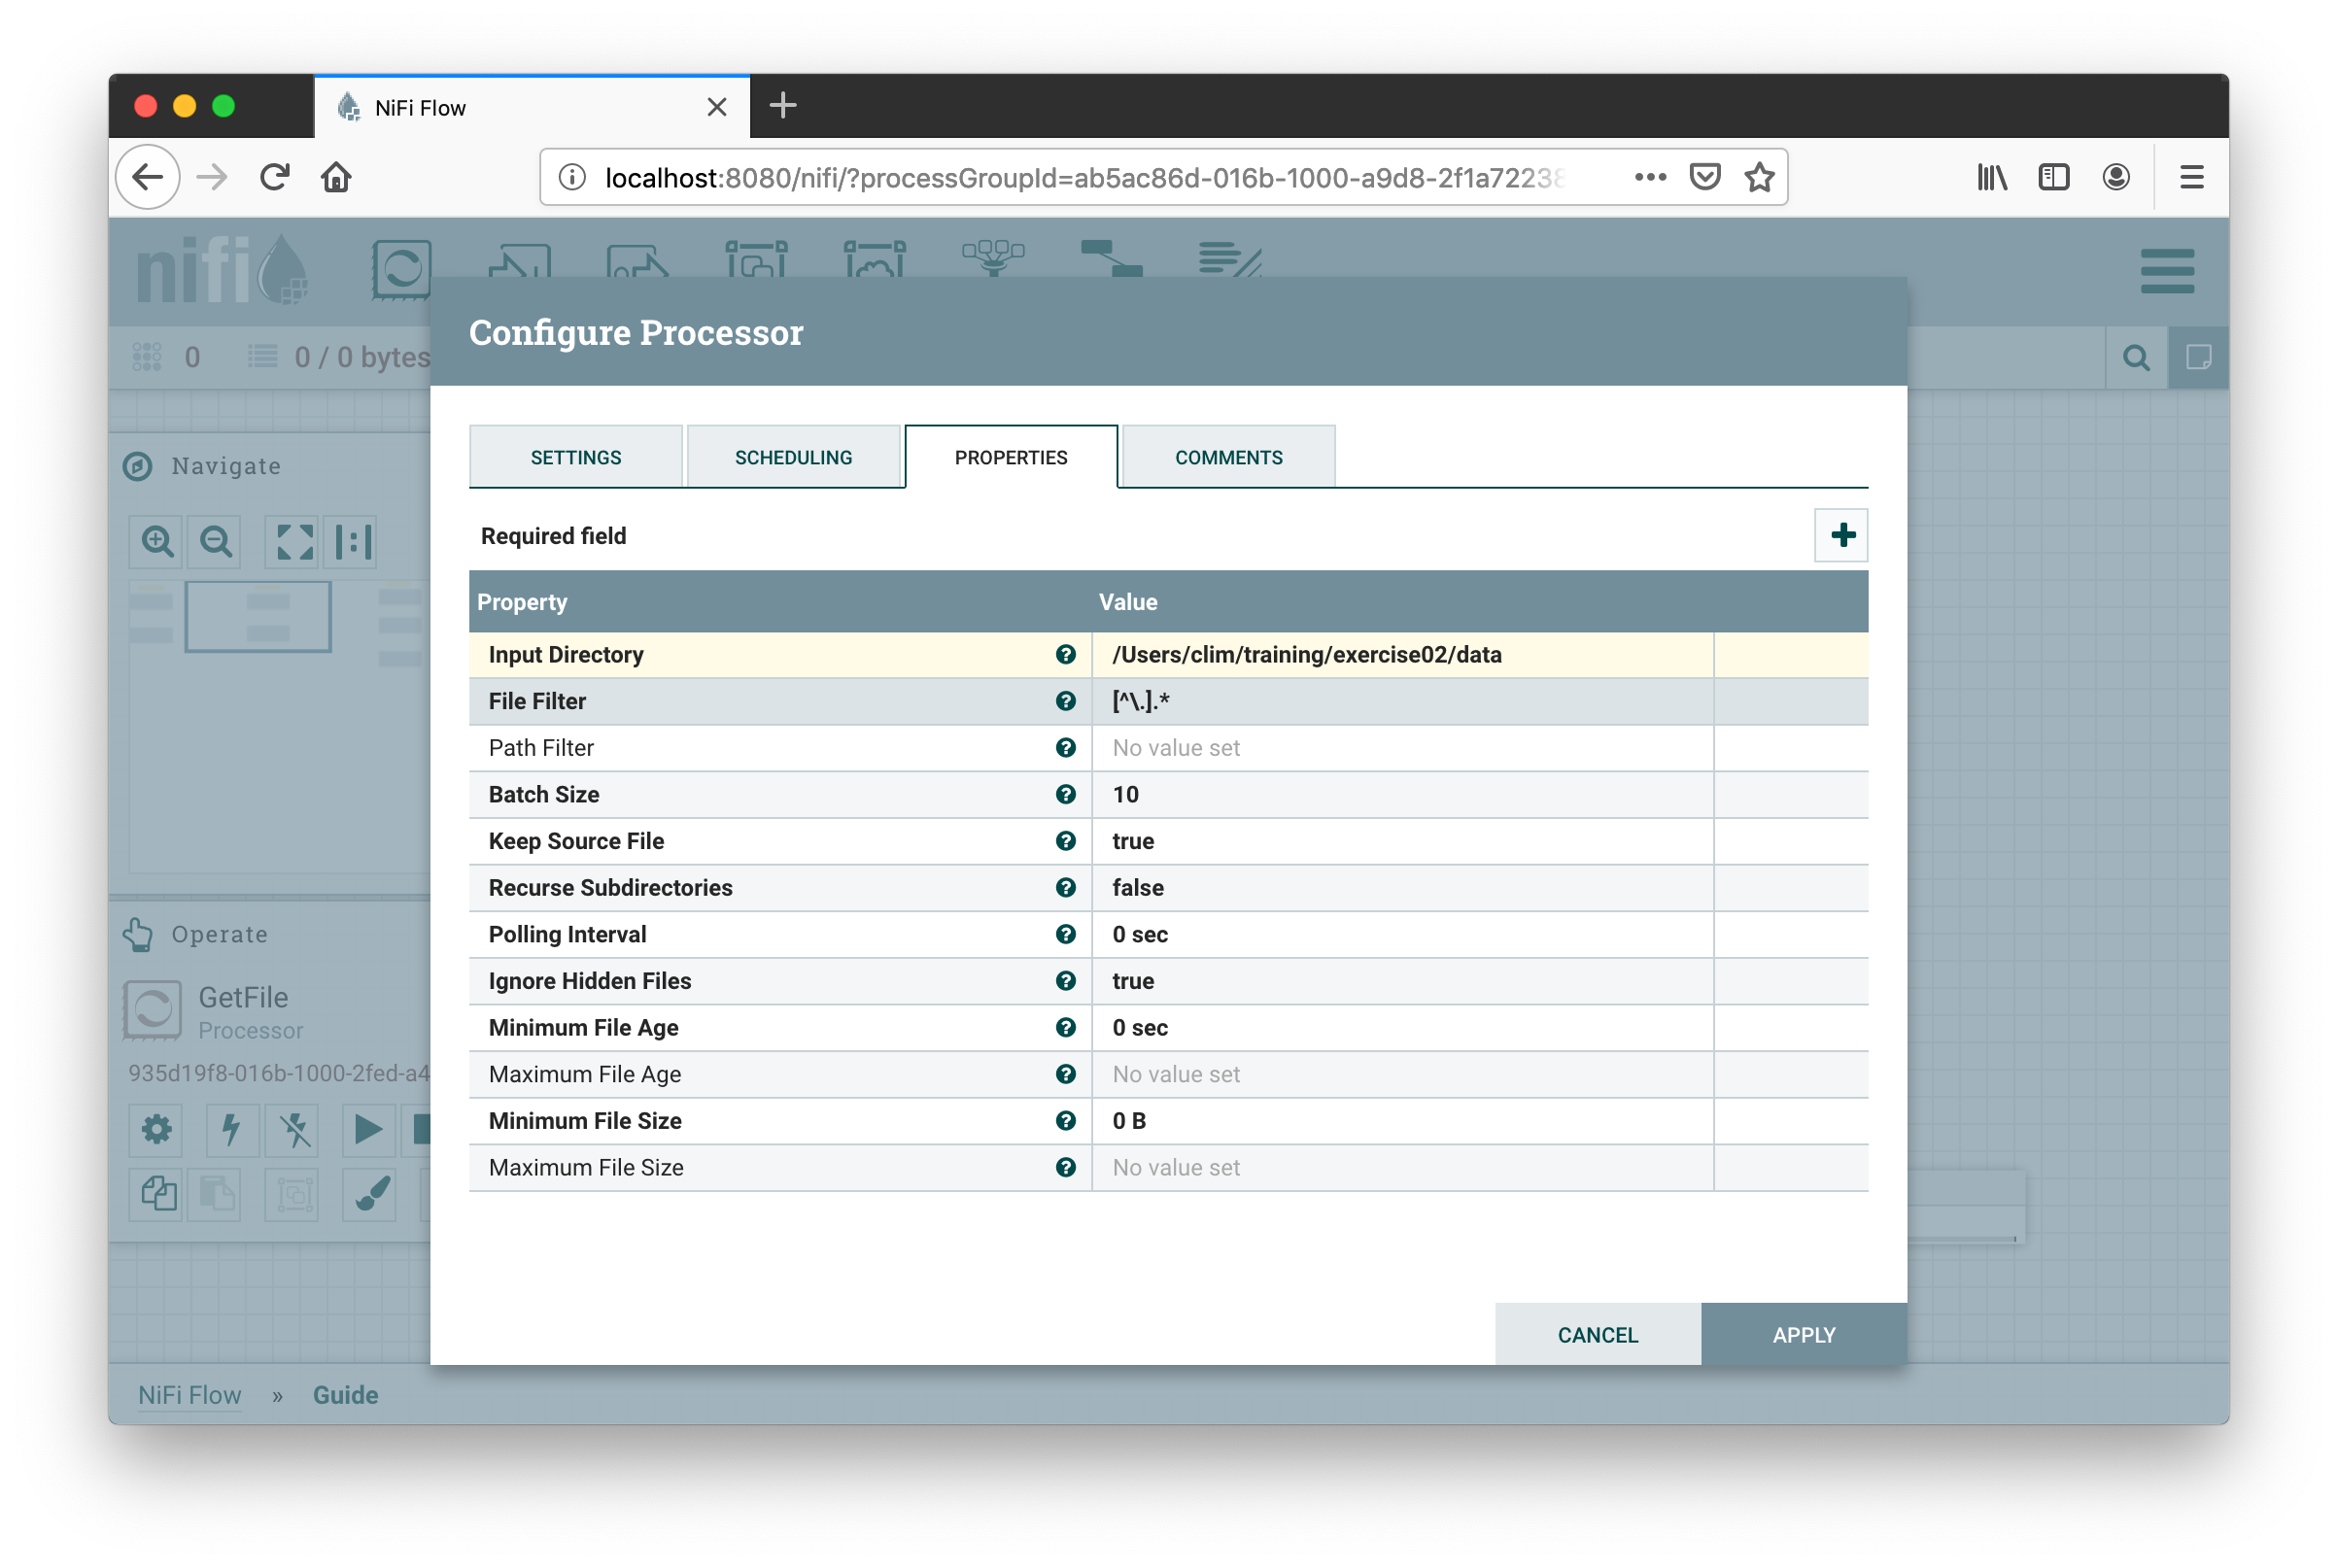 NiFi Flow
localhost:8080/nifi/?processGroupId=ab5ac86d-016b-1000-a9d8-2f1a72238
nifi
0 0 / 0 bytes
Configure Processor
SETTINGS SCHEDULING PROPERTIES COMMENTS
Required field
Property Value
Input Directory /Users/clim/training/exercise02/data
File Filter [^\.].*
Path Filter No value set
Batch Size 10
Keep Source File true
Recurse Subdirectories false
Polling Interval 0 sec
Ignore Hidden Files true
Minimum File Age 0 sec
Maximum File Age No value set
Minimum File Size 0 B
Maximum File Size No value set
CANCEL APPLY
Navigate
Operate
GetFile
Processor
935d19f8-016b-1000-2fed-a4
NiFi Flow » Guide